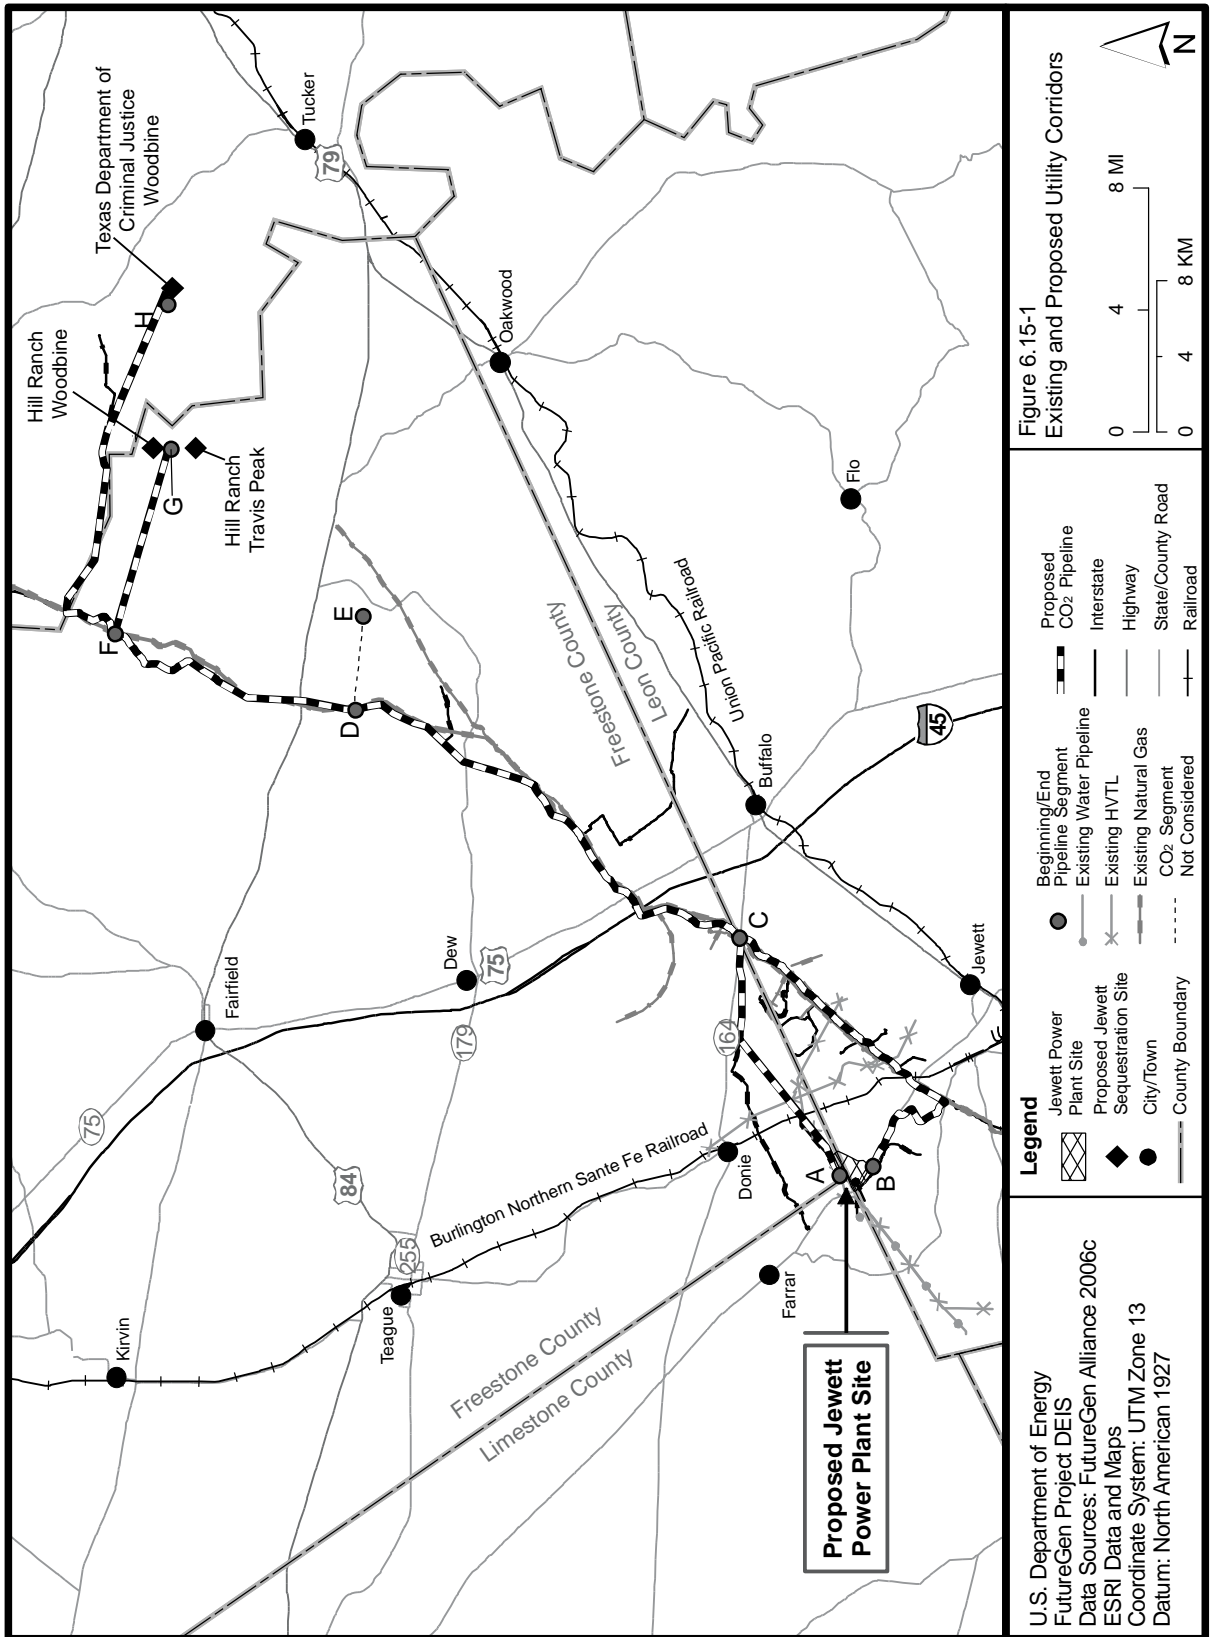 Texas Department of
Criminal Justice
Woodbine
Hill Ranch
Woodbine
Hill Ranch
Travis Peak
Tucker
79
H
G
F
E
D
Oakwood
Flo
Freestone County
Leon County
Union Pacific Railroad
45
Buffalo
C
Jewett
Fairfield
Dew
75
179
164
75
84
255
Burlington Northern Sante Fe Railroad
Donie
A
B
Kirvin
Teague
Farrar
Freestone County
Limestone County
Proposed Jewett
Power Plant Site
U.S. Department of Energy
FutureGen Project DEIS
Data Sources: FutureGen Alliance 2006c
ESRI Data and Maps
Coordinate System: UTM Zone 13
Datum: North American 1927
Legend
Jewett Power
Plant Site
Proposed Jewett
Sequestration Site
City/Town
County Boundary
Beginning/End
Pipeline Segment
Existing Water Pipeline
Existing HVTL
Existing Natural Gas
CO2 Segment
Not Considered
Proposed
CO2 Pipeline
Interstate
Highway
State/County Road
Railroad
Figure 6.15-1
Existing and Proposed Utility Corridors
0 4 8 MI
0 4 8 KM
N